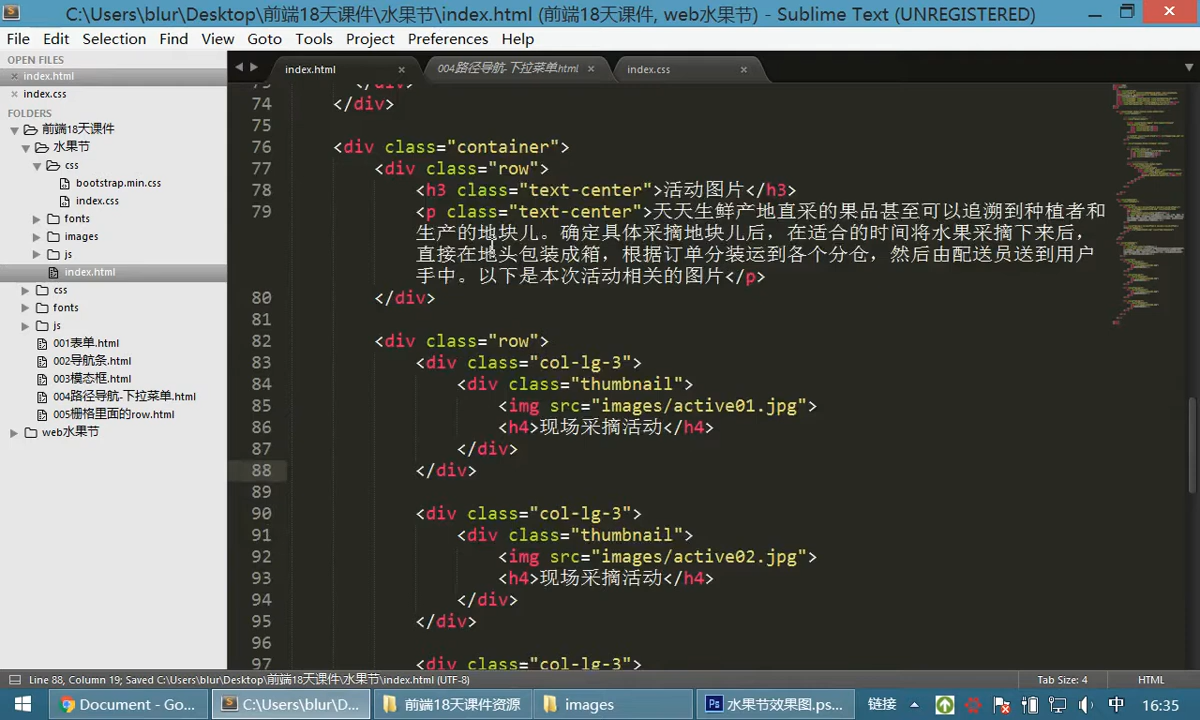 C:\Users\blur\Desktop\前端18天课件\水果节\index.html (前端18天课件, web水果节) - Sublime Text (UNREGISTERED)
File Edit Selection Find View Goto Tools Project Preferences Help
OPEN FILES
index.html
index.css
FOLDERS
前端18天课件
水果节
css
bootstrap.min.css
index.css
fonts
images
js
index.html
css
fonts
js
001表单.html
002导航条.html
003模态框.html
004路径导航-下拉菜单.html
005栅格里面的row.html
web水果节
index.html 004路径导航-下拉菜单.html index.css
74 </div>
75
76 <div class="container">
77 <div class="row">
78 <h3 class="text-center">活动图片</h3>
79 <p class="text-center">天天生鲜产地直采的果品甚至可以追溯到种植者和
生产的地块儿。确定具体采摘地块儿后，在适合的时间将水果采摘下来后，
直接在地头包装成箱，根据订单分装运到各个分仓，然后由配送员送到用户
手中。以下是本次活动相关的图片</p>
80 </div>
81
82 <div class="row">
83 <div class="col-lg-3">
84 <div class="thumbnail">
85 <img src="images/active01.jpg">
86 <h4>现场采摘活动</h4>
87 </div>
88 </div>
89
90 <div class="col-lg-3">
91 <div class="thumbnail">
92 <img src="images/active02.jpg">
93 <h4>现场采摘活动</h4>
94 </div>
95 </div>
96
97 <div class="col-lg-3">
Line 88, Column 19; Saved C:\Users\blur\Desktop\前端18天课件\水果节\index.html (UTF-8) Tab Size: 4 HTML
Document - Go... C:\Users\blur\D... 前端18天课件资源 images 水果节效果图.ps... 链接 中 16:35